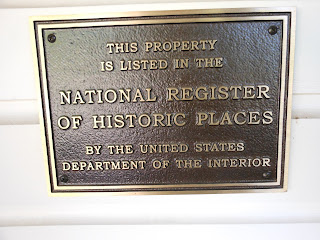 THIS PROPERTY
IS LISTED IN THE
NATIONAL REGISTER
OF HISTORIC PLACES
BY THE UNITED STATES
DEPARTMENT OF THE INTERIOR